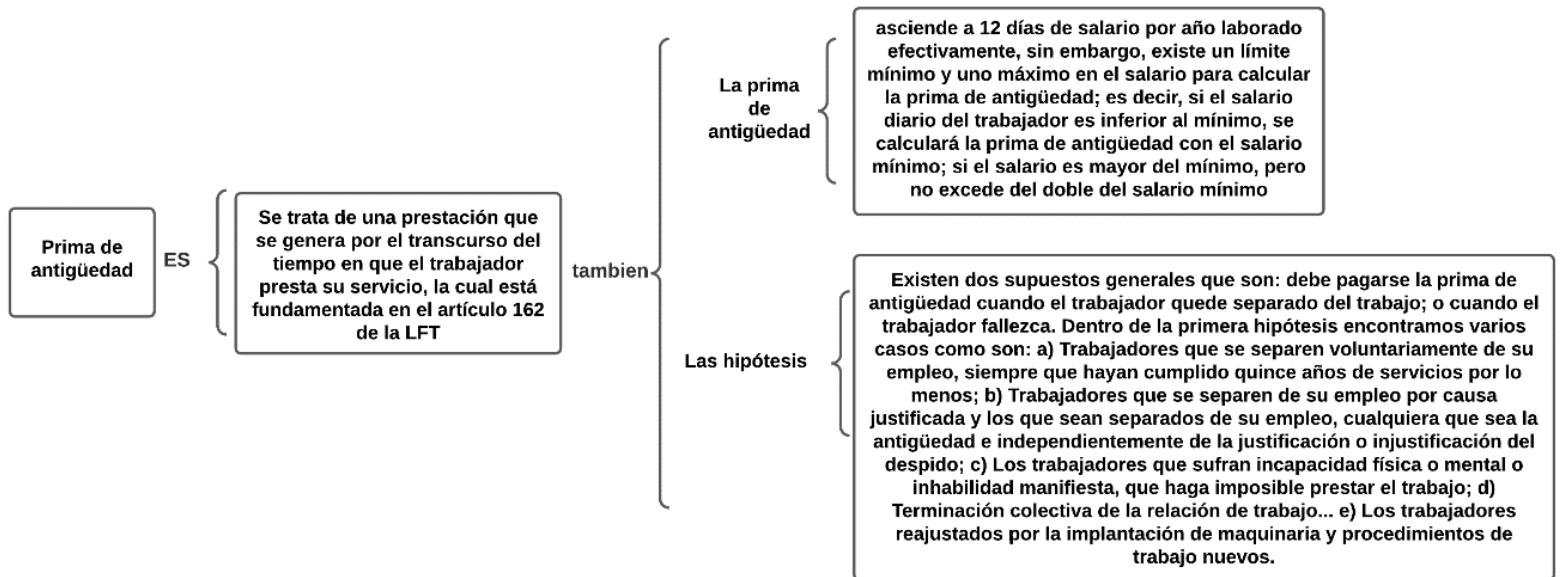 Prima de
antigüedad
ES
Se trata de una prestación que
se genera por el transcurso del
tiempo en que el trabajador
presta su servicio, la cual está
fundamentada en el artículo 162
de la LFT
tambien
La prima
de
antigüedad
asciende a 12 días de salario por año laborado
efectivamente, sin embargo, existe un límite
mínimo y uno máximo en el salario para calcular
la prima de antigüedad; es decir, si el salario
diario del trabajador es inferior al mínimo, se
calculará la prima de antigüedad con el salario
mínimo; si el salario es mayor del mínimo, pero
no excede del doble del salario mínimo
Las hipótesis
Existen dos supuestos generales que son: debe pagarse la prima de
antigüedad cuando el trabajador quede separado del trabajo; o cuando el
trabajador fallezca. Dentro de la primera hipótesis encontramos varios
casos como son: a) Trabajadores que se separen voluntariamente de su
empleo, siempre que hayan cumplido quince años de servicios por lo
menos; b) Trabajadores que se separen de su empleo por causa
justificada y los que sean separados de su empleo, cualquiera que sea la
antigüedad e independientemente de la justificación o injustificación del
despido; c) Los trabajadores que sufran incapacidad física o mental o
inhabilidad manifiesta, que haga imposible prestar el trabajo; d)
Terminación colectiva de la relación de trabajo... e) Los trabajadores
reajustados por la implantación de maquinaria y procedimientos de
trabajo nuevos.